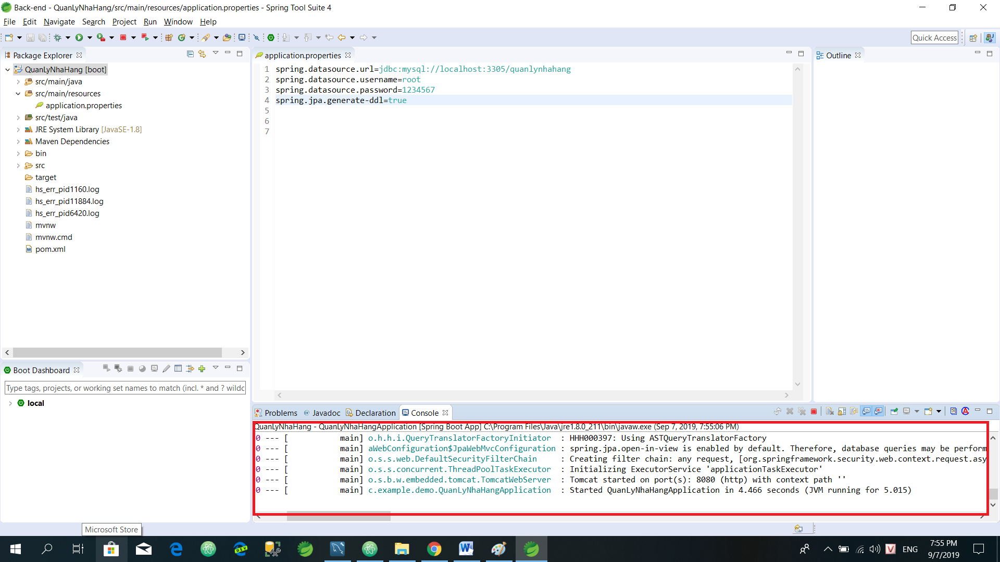 Back-end - QuanLyNhaHang/src/main/resources/application.properties - Spring Tool Suite 4
File Edit Navigate Search Project Run Window Help
Quick Access
Package Explorer
QuanLyNhaHang [boot]
src/main/java
src/main/resources
application.properties
src/test/java
JRE System Library [JavaSE-1.8]
Maven Dependencies
bin
src
target
hs_err_pid1160.log
hs_err_pid11884.log
hs_err_pid6420.log
mvnw
mvnw.cmd
pom.xml
application.properties
1 spring.datasource.url=jdbc:mysql://localhost:3305/quanlynhahang
2 spring.datasource.username=root
3 spring.datasource.password=1234567
4 spring.jpa.generate-ddl=true
5
6
7
Outline
Boot Dashboard
Type tags, projects, or working set names to match (incl. * and ? wildc
local
Problems @ Javadoc Declaration Console
QuanLyNhaHang - QuanLyNhaHangApplication [Spring Boot App] C:\Program Files\Java\jre1.8.0_211\bin\javaw.exe (Sep 7, 2019, 7:55:06 PM)
0 --- [ main] o.h.h.i.QueryTranslatorFactoryInitiator : HHH000397: Using ASTQueryTranslatorFactory
0 --- [ main] aWebConfiguration$JpaWebMvcConfiguration : spring.jpa.open-in-view is enabled by default. Therefore, database queries may be perform
0 --- [ main] o.s.s.web.DefaultSecurityFilterChain : Creating filter chain: any request, [org.springframework.security.web.context.request.asy
0 --- [ main] o.s.s.concurrent.ThreadPoolTaskExecutor : Initializing ExecutorService 'applicationTaskExecutor'
0 --- [ main] o.s.b.w.embedded.tomcat.TomcatWebServer : Tomcat started on port(s): 8080 (http) with context path ''
0 --- [ main] c.example.demo.QuanLyNhaHangApplication : Started QuanLyNhaHangApplication in 4.466 seconds (JVM running for 5.015)
Microsoft Store
DEV
V ENG
7:55 PM
9/7/2019